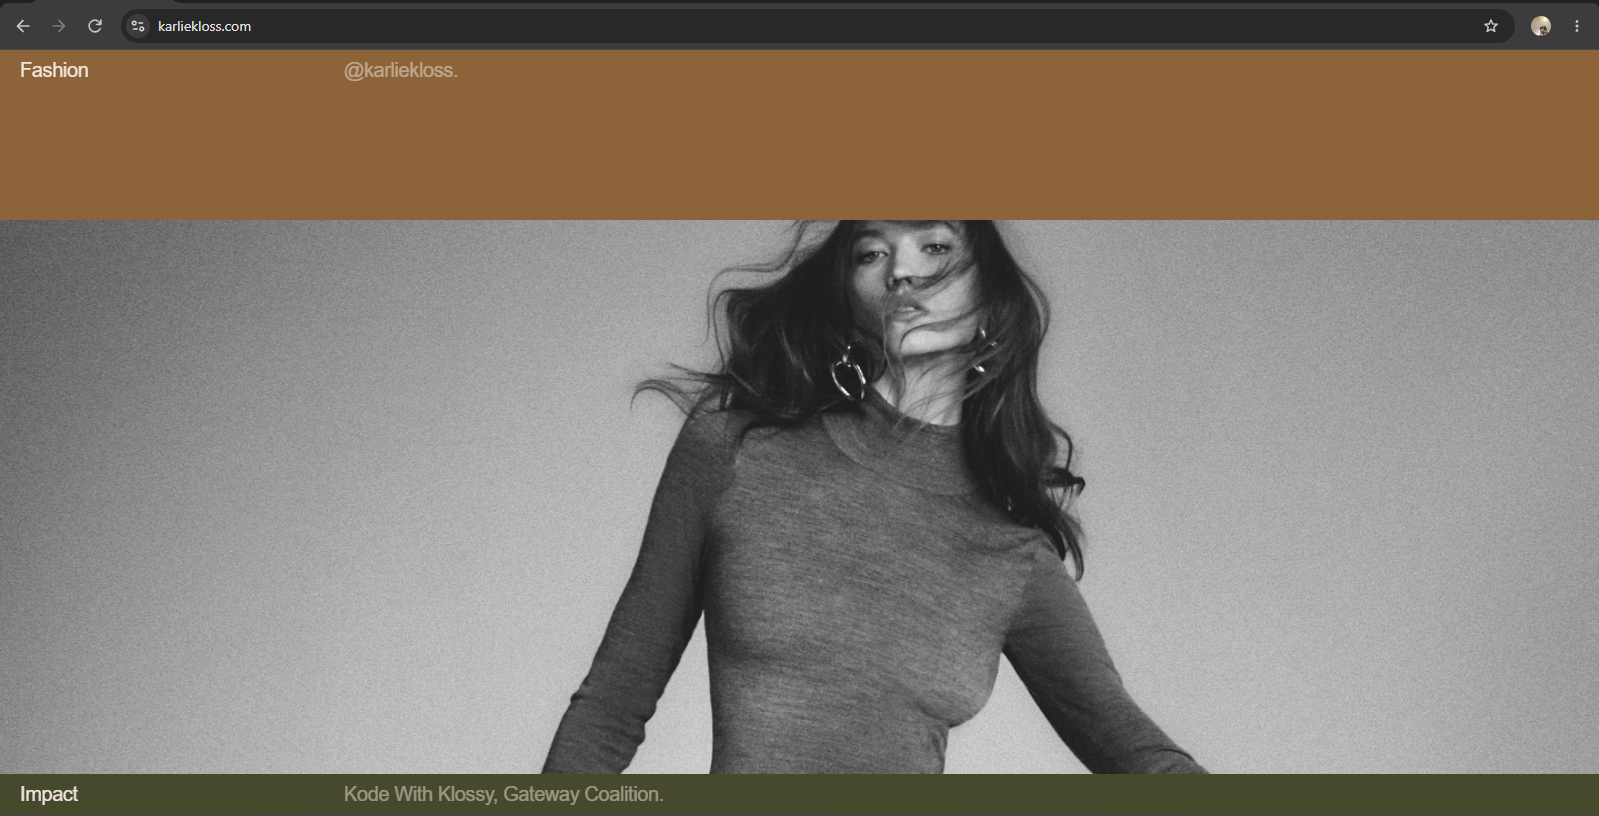 karliekloss.com
Fashion @karliekloss.
Impact Kode With Klossy, Gateway Coalition.